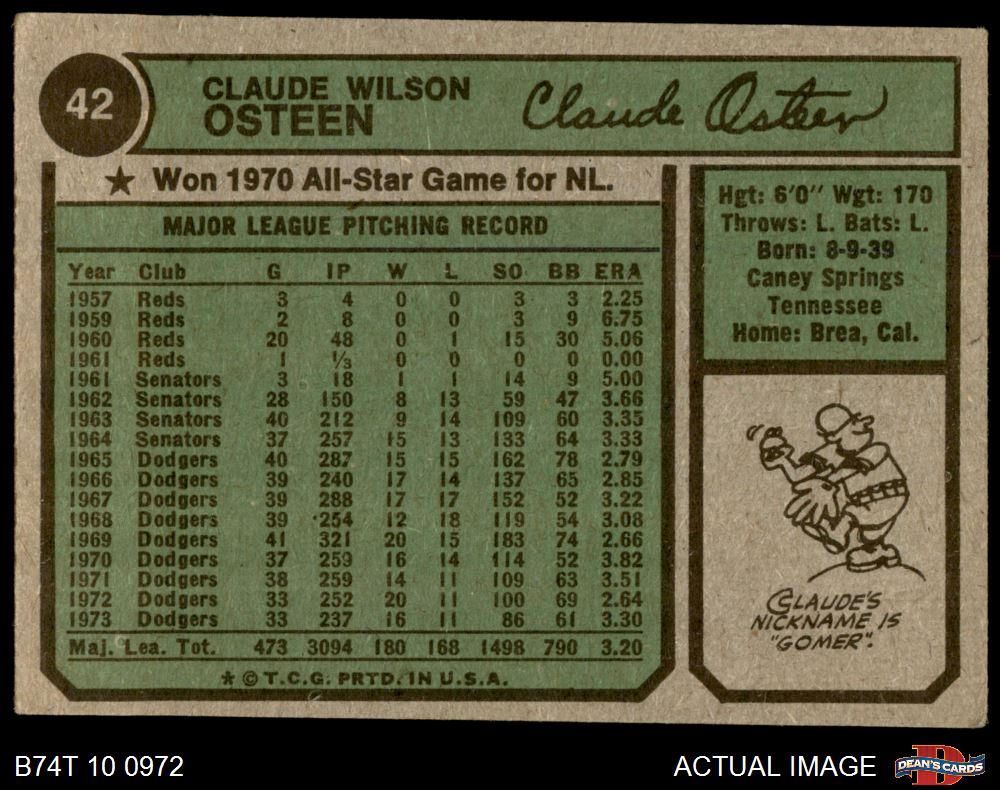 42
CLAUDE WILSON
OSTEEN
Claude Osteen
★ Won 1970 All-Star Game for NL.
MAJOR LEAGUE PITCHING RECORD
Year Club G IP W L SO BB ERA
1957 Reds 3 4 0 0 3 3 2.25
1959 Reds 2 8 0 0 3 9 6.75
1960 Reds 20 48 0 1 15 30 5.06
1961 Reds 1 1/3 0 0 0 0 0.00
1961 Senators 3 18 1 1 14 9 5.00
1962 Senators 28 150 8 13 59 47 3.66
1963 Senators 40 212 9 14 109 60 3.35
1964 Senators 37 257 15 13 133 64 3.33
1965 Dodgers 40 287 15 15 162 78 2.79
1966 Dodgers 39 240 17 14 137 65 2.85
1967 Dodgers 39 288 17 17 152 52 3.22
1968 Dodgers 39 254 12 18 119 54 3.08
1969 Dodgers 41 321 20 15 183 74 2.66
1970 Dodgers 37 259 16 14 114 52 3.82
1971 Dodgers 38 259 14 11 109 63 3.51
1972 Dodgers 33 252 20 11 100 69 2.64
1973 Dodgers 33 237 16 11 86 61 3.30
Maj. Lea. Tot. 473 3094 180 168 1498 790 3.20
★ © T.C.G. PRTD. IN U.S.A.
Hgt: 6'0" Wgt: 170
Throws: L. Bats: L.
Born: 8-9-39
Caney Springs
Tennessee
Home: Brea, Cal.
CLAUDE'S
NICKNAME IS
"GOMER".
B74T 10 0972
ACTUAL IMAGE
DEAN'S CARDS